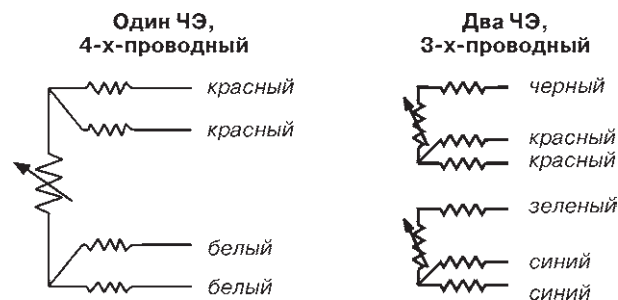 Один ЧЭ,
4-х-проводный
красный
красный
белый
белый
Два ЧЭ,
3-х-проводный
черный
красный
красный
зеленый
синий
синий